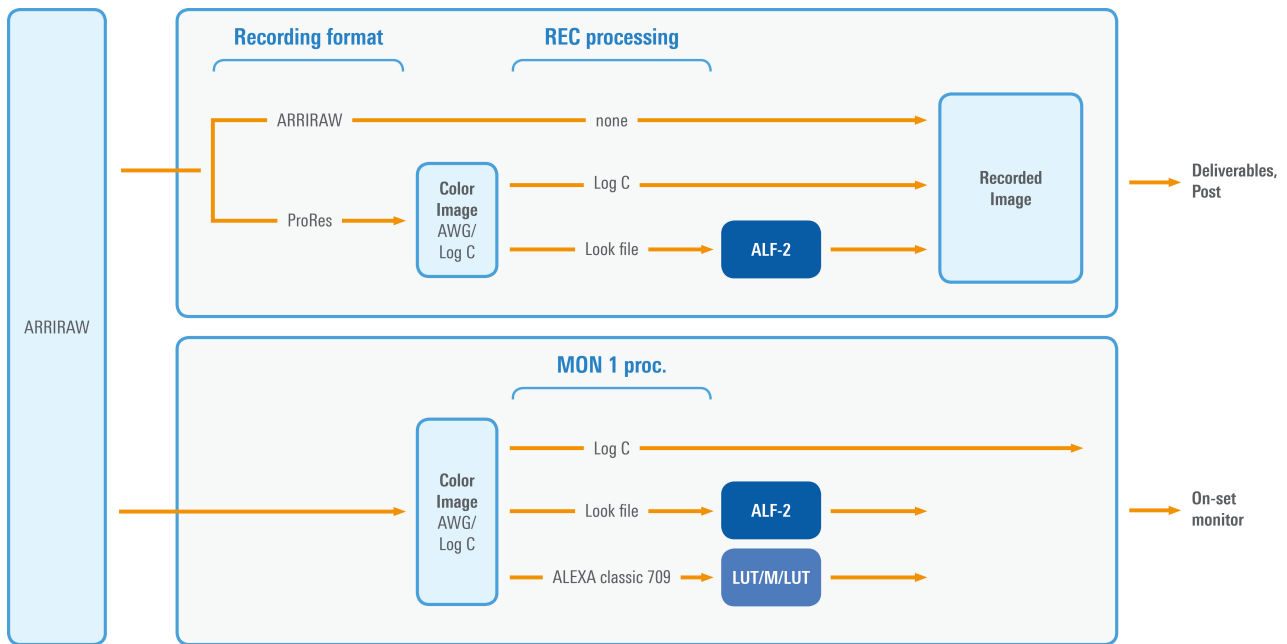 ARRIRAW
Recording format
REC processing
ARRIRAW
none
ProRes
Color
Image
AWG/
Log C
Log C
Look file
ALF-2
Recorded
Image
Deliverables,
Post
MON 1 proc.
Color
Image
AWG/
Log C
Log C
Look file
ALF-2
ALEXA classic 709
LUT/M/LUT
On-set
monitor